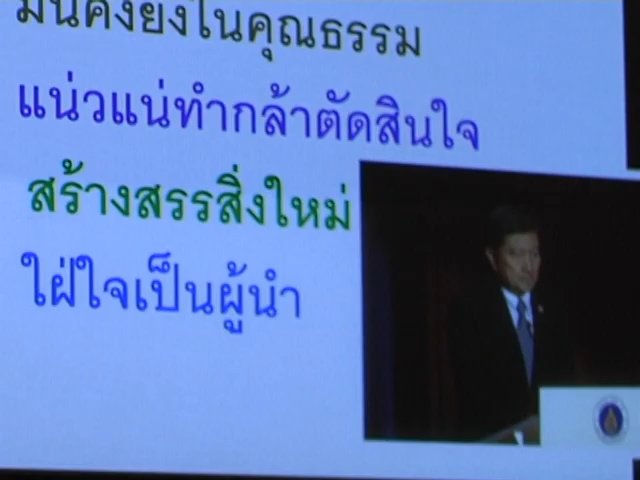 มั่นคงยิ่งในคุณธรรม
แน่วแน่ทำกล้าตัดสินใจ
สร้างสรรสิ่งใหม่
ใฝ่ใจเป็นผู้นำ